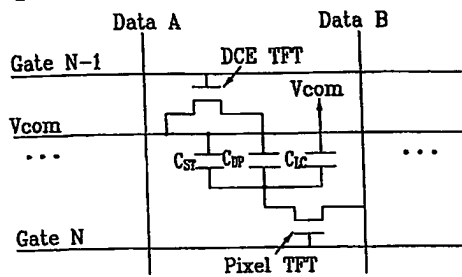 Data A Data B
Gate N-1 DCE TFT
Vcom
Vcom
... ...
CST CDP CLC
Gate N
Pixel TFT